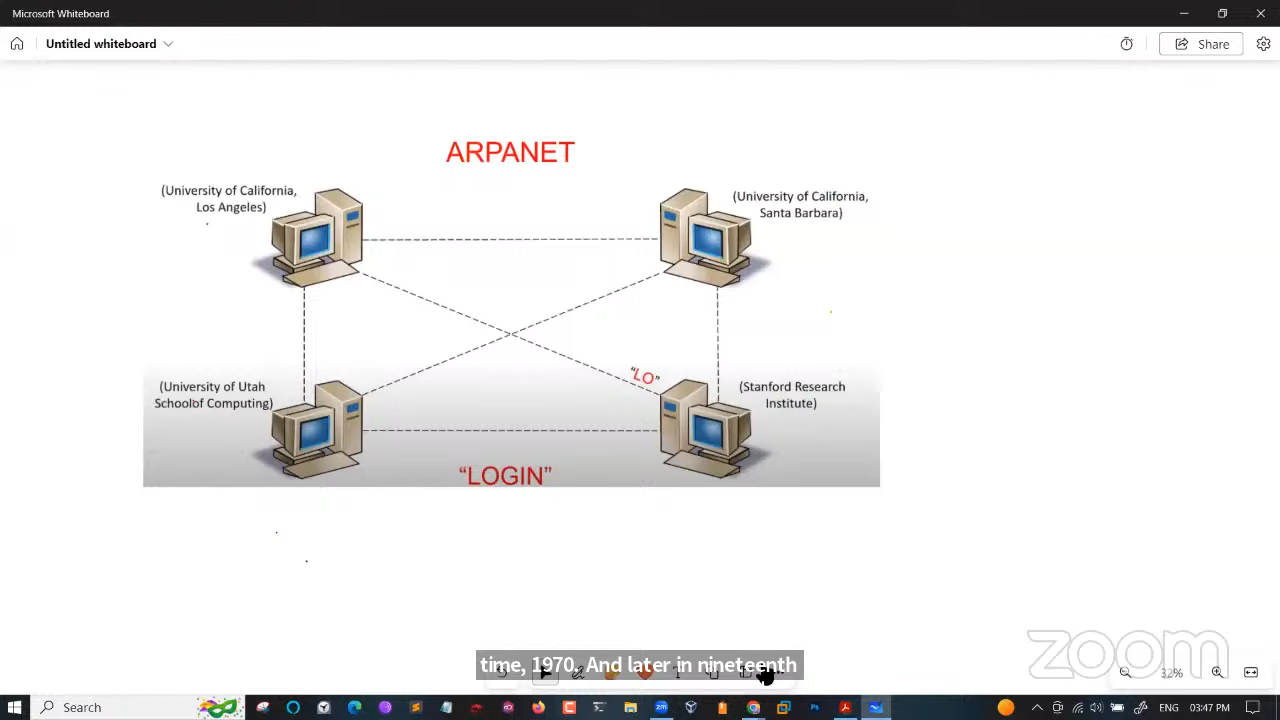 Microsoft Whiteboard
Untitled whiteboard
Share
ARPANET
(University of California,
Los Angeles)
(University of California,
Santa Barbara)
"LO"
(University of Utah
Schoolof Computing)
(Stanford Research
Institute)
"LOGIN"
time, 1970. And later in nineteenth
zoom
32%
Search
ENG
03:47 PM